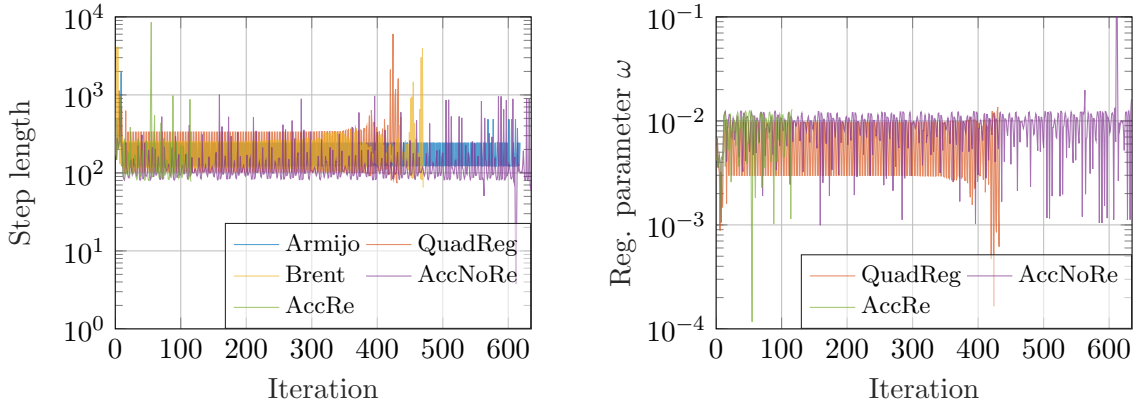 10^4
10^3
10^2
10^1
10^0
Step length
0 100 200 300 400 500 600
Iteration
Armijo QuadReg
Brent AccNoRe
AccRe
10^{-1}
10^{-2}
10^{-3}
10^{-4}
Reg. parameter ω
0 100 200 300 400 500 600
Iteration
QuadReg AccNoRe
AccRe